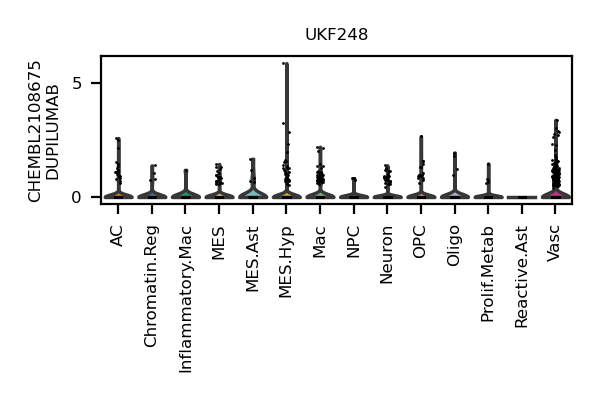 UKF248
CHEMBL2108675
DUPILUMAB
5
0
AC
Chromatin.Reg
Inflammatory.Mac
MES
MES.Ast
MES.Hyp
Mac
NPC
Neuron
OPC
Oligo
Prolif.Metab
Reactive.Ast
Vasc